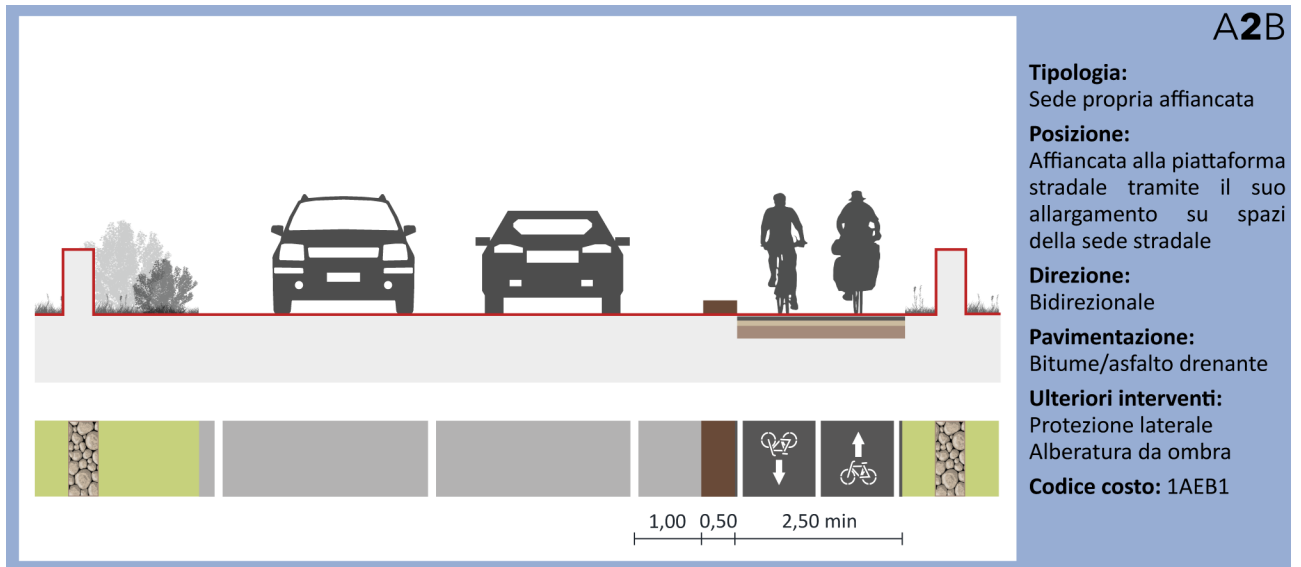 A2B
Tipologia:
Sede propria affiancata
Posizione:
Affiancata alla piattaforma
stradale tramite il suo
allargamento su spazi
della sede stradale
Direzione:
Bidirezionale
Pavimentazione:
Bitume/asfalto drenante
Ulteriori interventi:
Protezione laterale
Alberatura da ombra
Codice costo: 1AEB1
1,00 0,50 2,50 min